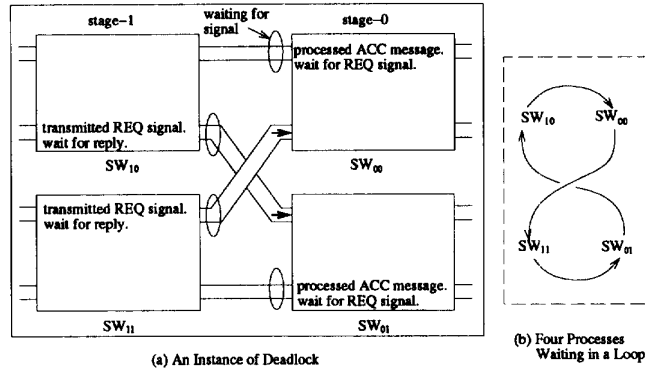 stage-1
waiting for
signal
stage-0
processed ACC message.
wait for REQ signal.
transmitted REQ signal.
wait for reply.
SW10
SW00
transmitted REQ signal.
wait for reply.
processed ACC message.
wait for REQ signal.
SW11
SW01
(a) An Instance of Deadlock
SW10
SW00
SW11
SW01
(b) Four Processes
Waiting in a Loop